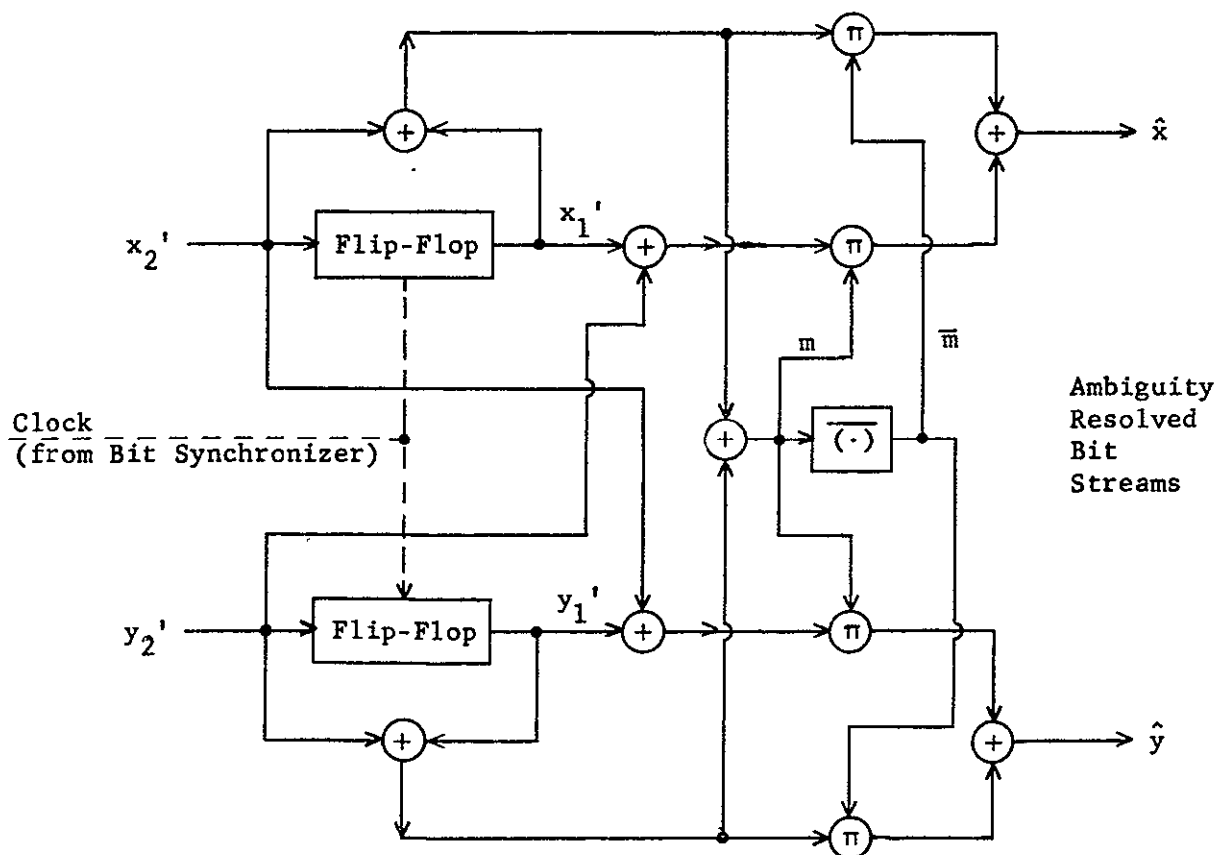 π
+
+
x̂
x₂'
Flip-Flop
x₁'
+
π
m
m̅
Clock
(from Bit Synchronizer)
+
(·)̅
Ambiguity
Resolved
Bit
Streams
y₂'
Flip-Flop
y₁'
+
π
+
+
ŷ
π